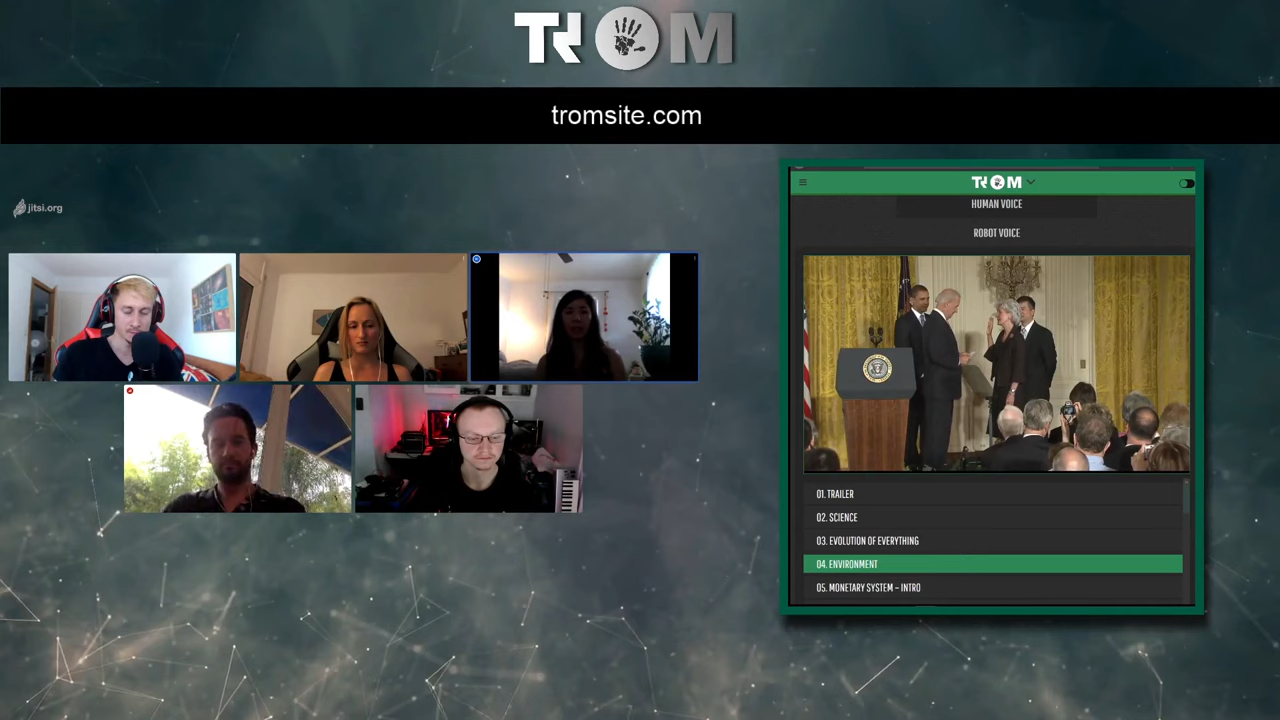 TROM
tromsite.com
jitsi.org
TROM
HUMAN VOICE
ROBOT VOICE
01. TRAILER
02. SCIENCE
03. EVOLUTION OF EVERYTHING
04. ENVIRONMENT
05. MONETARY SYSTEM – INTRO